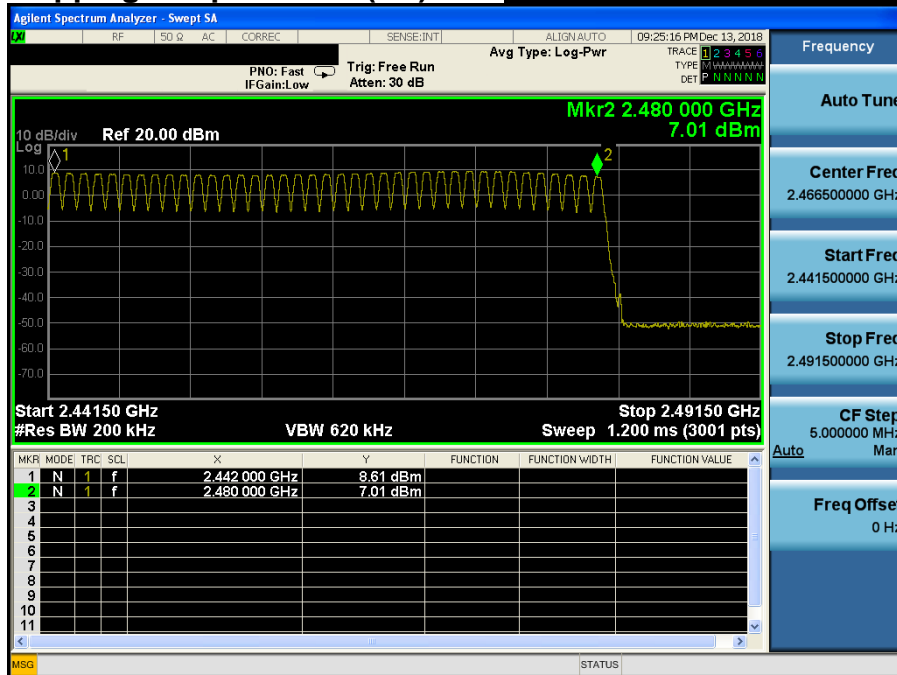 Agilent Spectrum Analyzer - Swept SA
LXI RF 50 Ω AC CORREC SENSE:INT ALIGN AUTO 09:25:16 PM Dec 13, 2018
Avg Type: Log-Pwr TRACE 1 2 3 4 5 6
PNO: Fast Trig: Free Run TYPE M WWWWW
IFGain:Low Atten: 30 dB DET P N N N N N
Mkr2 2.480 000 GHz
10 dB/div Ref 20.00 dBm 7.01 dBm
Log
1 2
10.0
0.00
-10.0
-20.0
-30.0
-40.0
-50.0
-60.0
-70.0
Start 2.44150 GHz Stop 2.49150 GHz
#Res BW 200 kHz VBW 620 kHz Sweep 1.200 ms (3001 pts)
MKR MODE TRC SCL X Y FUNCTION FUNCTION WIDTH FUNCTION VALUE
1 N 1 f 2.442 000 GHz 8.61 dBm
2 N 1 f 2.480 000 GHz 7.01 dBm
3
4
5
6
7
8
9
10
11
MSG STATUS
Frequency
Auto Tune
Center Freq
2.466500000 GHz
Start Freq
2.441500000 GHz
Stop Freq
2.491500000 GHz
CF Step
5.000000 MHz
Auto Man
Freq Offset
0 Hz